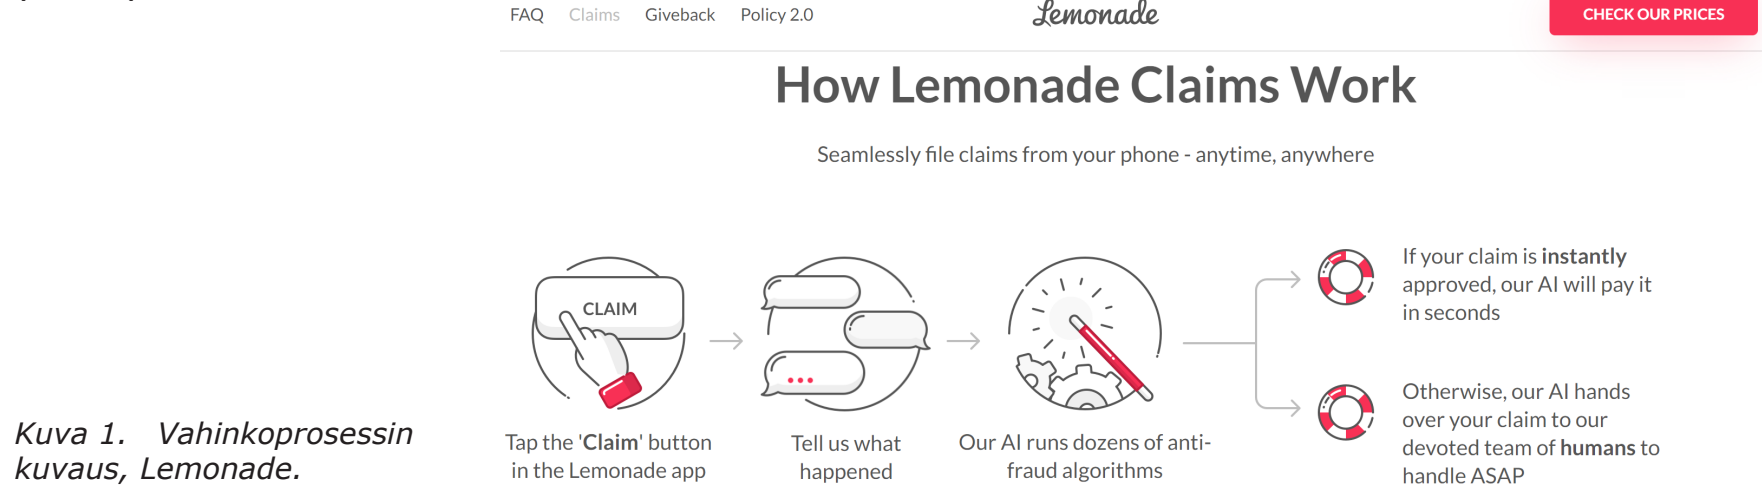 FAQ Claims Giveback Policy 2.0
Lemonade
CHECK OUR PRICES
How Lemonade Claims Work
Seamlessly file claims from your phone - anytime, anywhere
CLAIM
Tap the 'Claim' button
in the Lemonade app
Tell us what
happened
Our AI runs dozens of anti-
fraud algorithms
If your claim is instantly
approved, our AI will pay it
in seconds
Otherwise, our AI hands
over your claim to our
devoted team of humans to
handle ASAP
Kuva 1. Vahinkoprosessin
kuvaus, Lemonade.